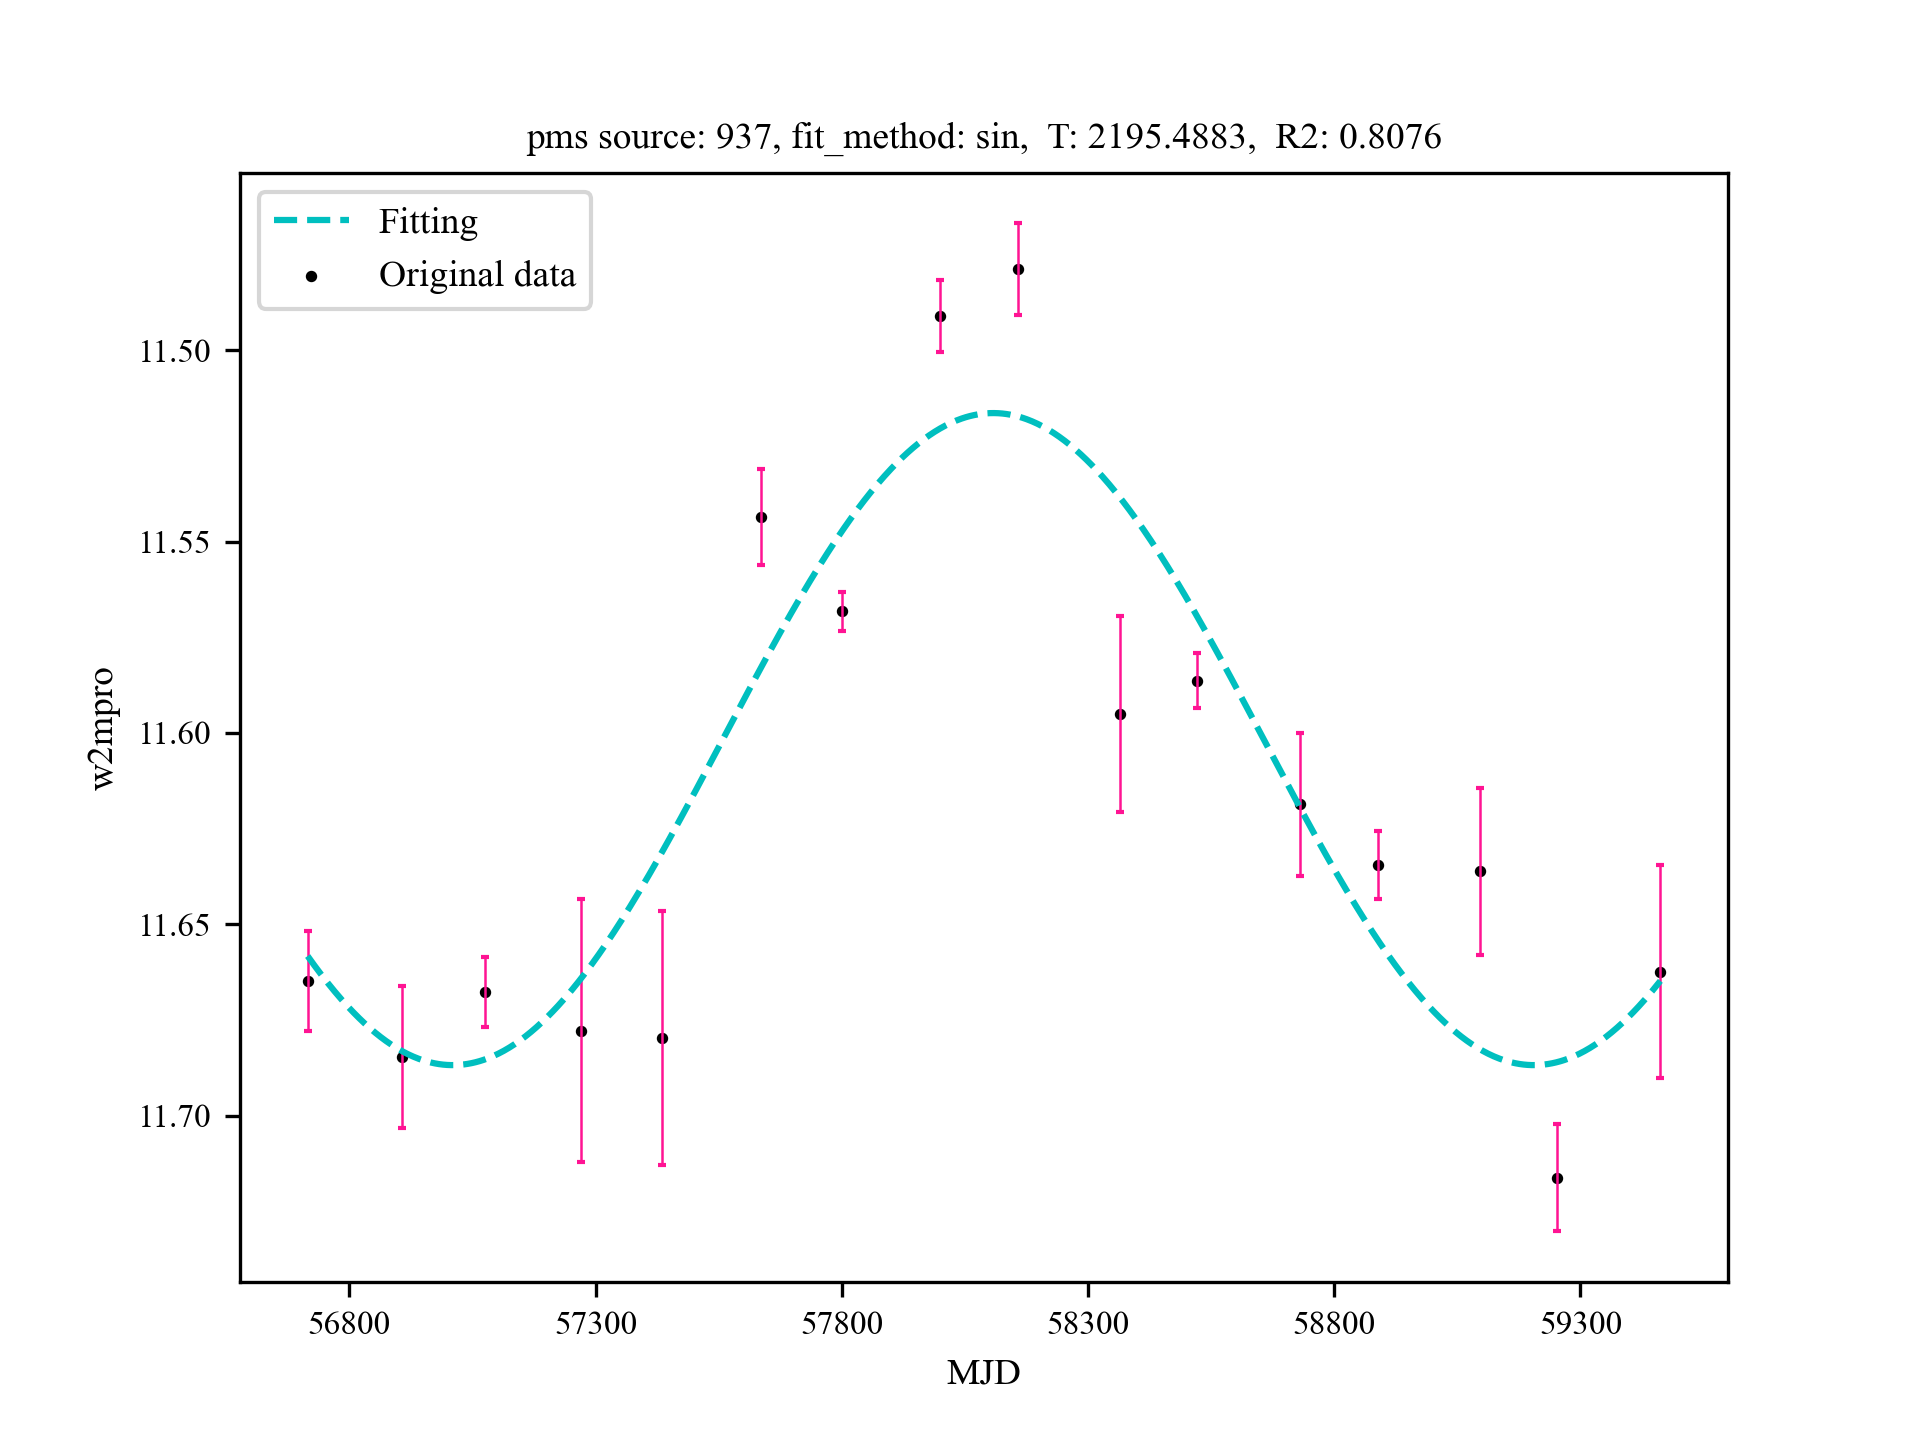 pms source: 937, fit_method: sin,  T: 2195.4883,  R2: 0.8076
Fitting
Original data
11.50
11.55
11.60
11.65
11.70
w2mpro
56800
57300
57800
58300
58800
59300
MJD